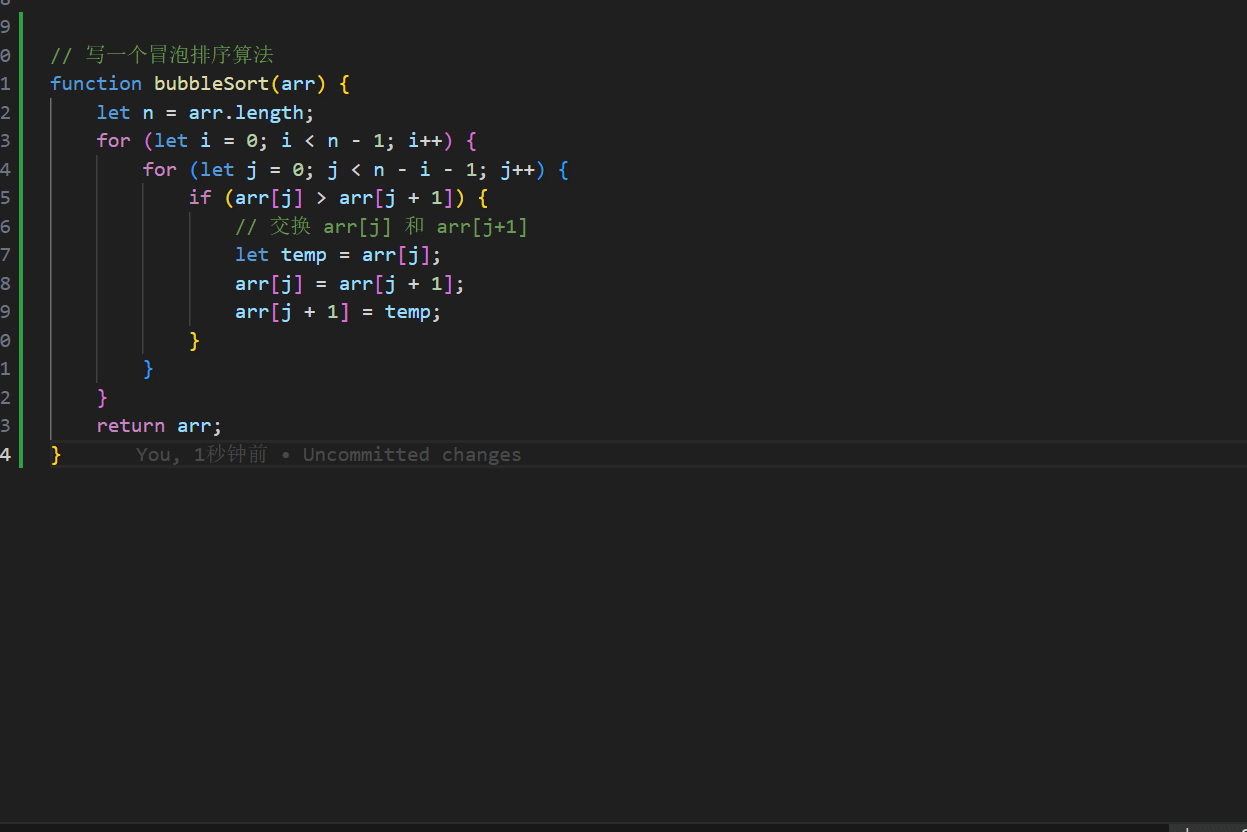 9
0 // 写一个冒泡排序算法
1 function bubbleSort(arr) {
2 let n = arr.length;
3 for (let i = 0; i < n - 1; i++) {
4 for (let j = 0; j < n - i - 1; j++) {
5 if (arr[j] > arr[j + 1]) {
6 // 交换 arr[j] 和 arr[j+1]
7 let temp = arr[j];
8 arr[j] = arr[j + 1];
9 arr[j + 1] = temp;
0 }
1 }
2 }
3 return arr;
4 } You, 1秒钟前 • Uncommitted changes